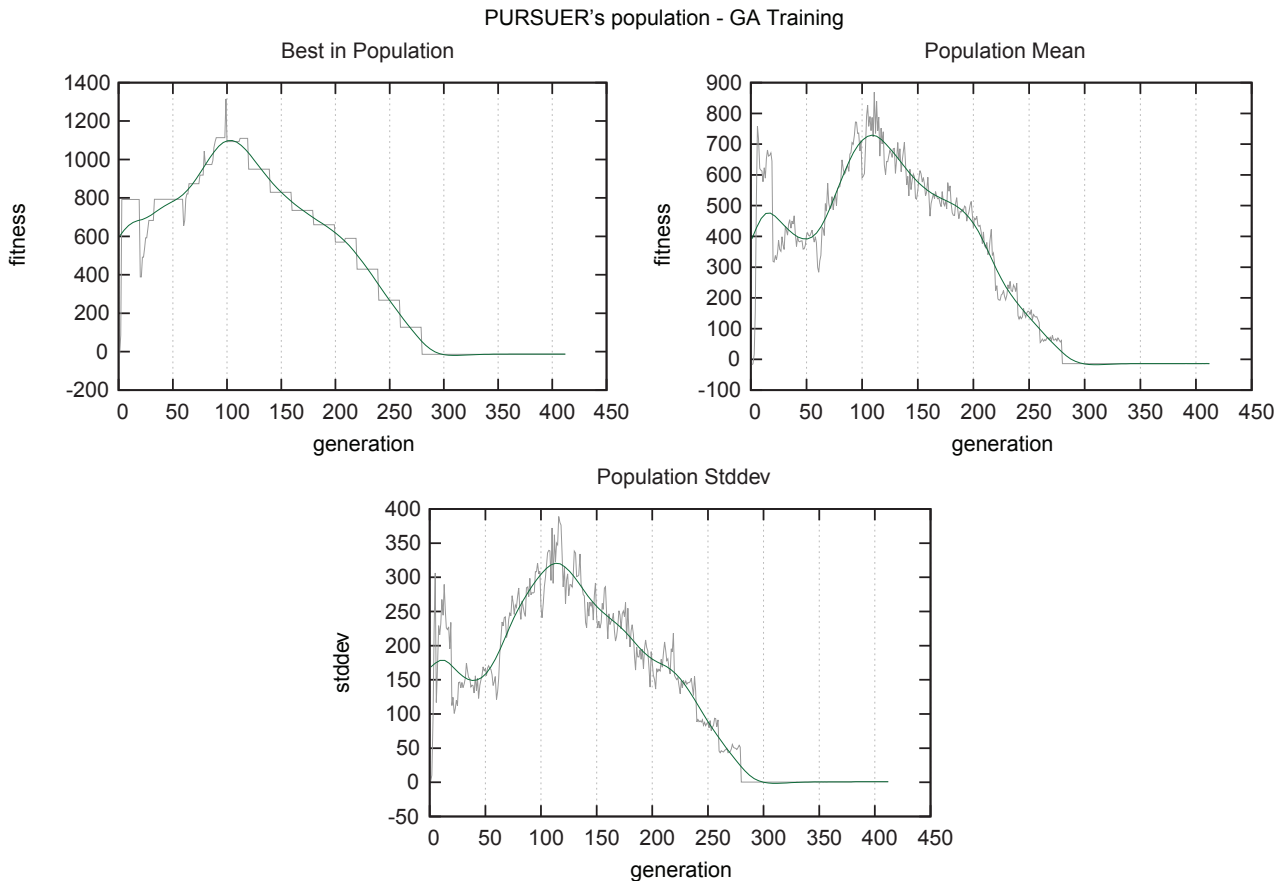 PURSUER's population - GA Training
Best in Population
1400
1200
1000
800
600
400
200
0
-200
fitness
0 50 100 150 200 250 300 350 400 450
generation
Population Mean
900
800
700
600
500
400
300
200
100
0
-100
fitness
0 50 100 150 200 250 300 350 400 450
generation
Population Stddev
400
350
300
250
200
150
100
50
0
-50
stddev
0 50 100 150 200 250 300 350 400 450
generation